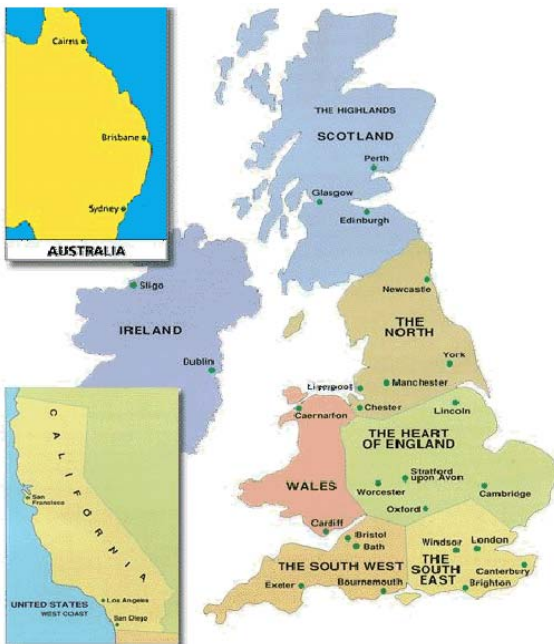 Cairns
Brisbane
Sydney
AUSTRALIA
THE HIGHLANDS
SCOTLAND
Perth
Glasgow
Edinburgh
Sligo
IRELAND
Dublin
Newcastle
THE
NORTH
York
Liverpool
Manchester
Caernarfon
Chester
Lincoln
THE HEART
OF ENGLAND
WALES
Stratford
upon Avon
Worcester
Cambridge
Oxford
Cardiff
Bristol
Bath
Windsor
London
THE SOUTH WEST
THE
SOUTH
EAST
Canterbury
Exeter
Bournemouth
Brighton
CALIFORNIA
San
Francisco
Los Angeles
UNITED STATES
WEST COAST
San Diego